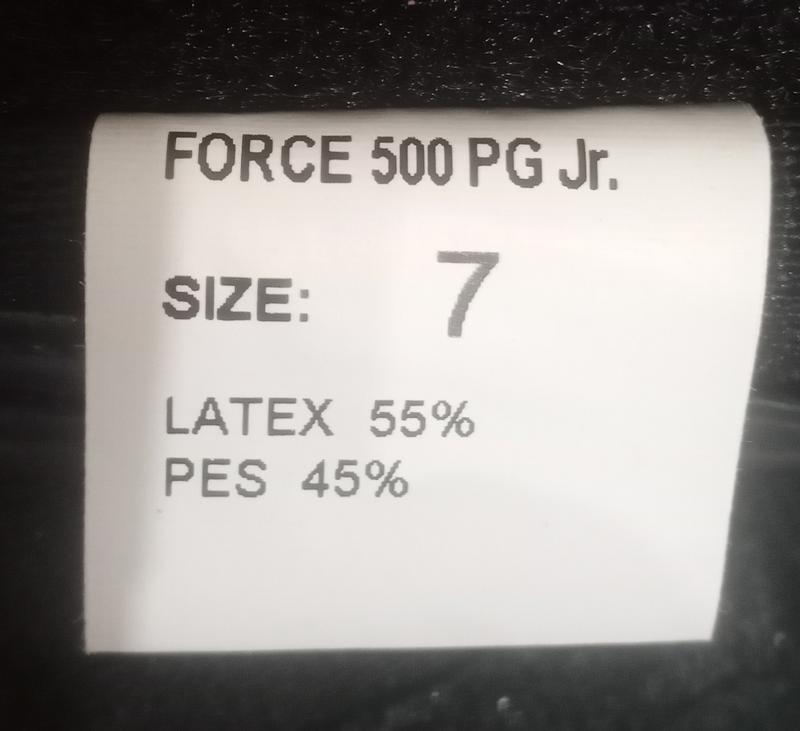 FORCE 500 PG Jr.
SIZE: 7
LATEX 55%
PES 45%